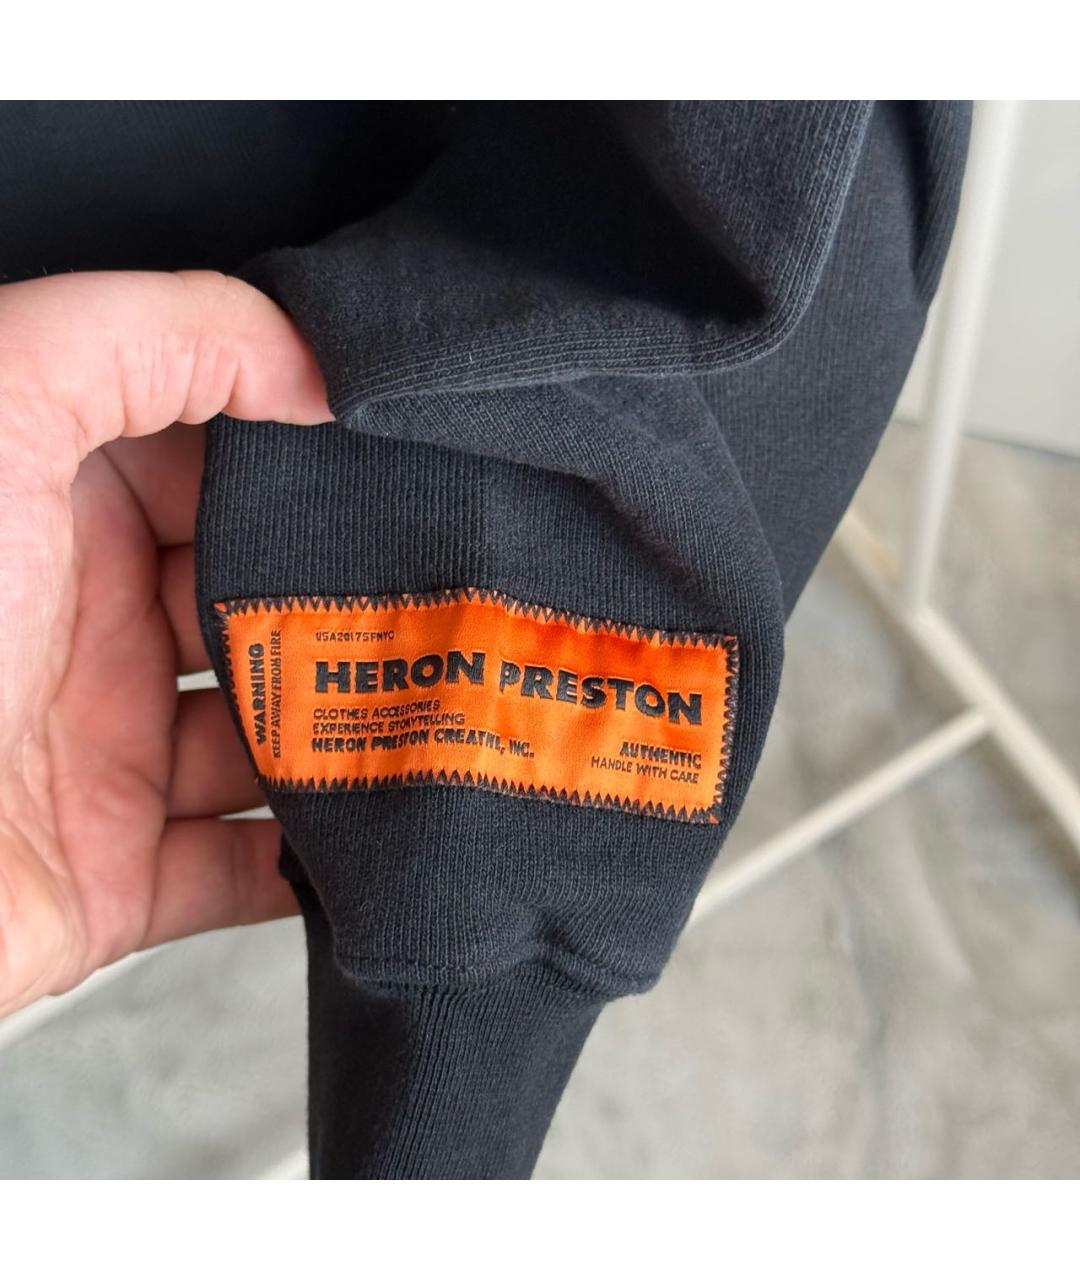 WARNING
KEEP AWAY FROM FIRE
USA2017SFNYC
HERON PRESTON
CLOTHES ACCESSORIES
EXPERIENCE STORYTELLING
HERON PRESTON CREATIVE, INC.
AUTHENTIC
HANDLE WITH CARE